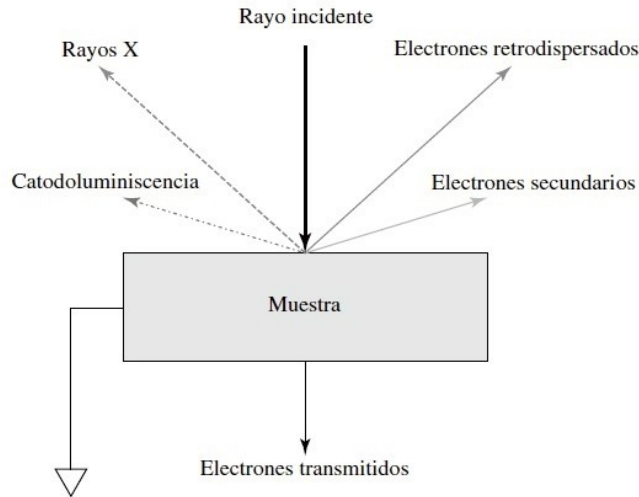 Rayo incidente
Rayos X
Electrones retrodispersados
Catodoluminiscencia
Electrones secundarios
Muestra
Electrones transmitidos